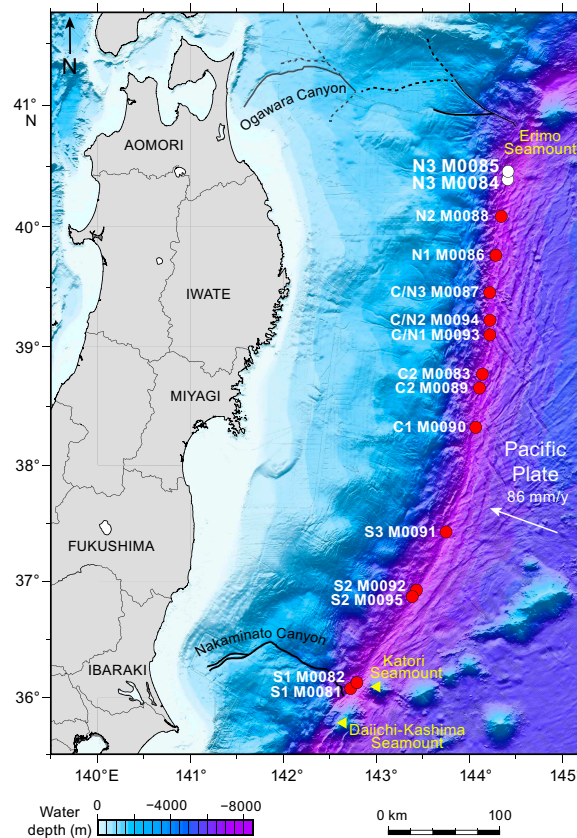 N
41°
N
Ogawara Canyon
AOMORI
Erimo
Seamount
N3 M0085
N3 M0084
40°
N2 M0088
N1 M0086
IWATE
C/N3 M0087
C/N2 M0094
C/N1 M0093
39°
C2 M0083
C2 M0089
MIYAGI
C1 M0090
Pacific
Plate
86 mm/y
38°
S3 M0091
FUKUSHIMA
37°
S2 M0092
S2 M0095
Nakaminato Canyon
Katori
Seamount
IBARAKI
S1 M0082
S1 M0081
36°
Daiichi-Kashima
Seamount
140°E 141° 142° 143° 144° 145°
Water
depth (m)
0 −4000 −8000
0 km 100